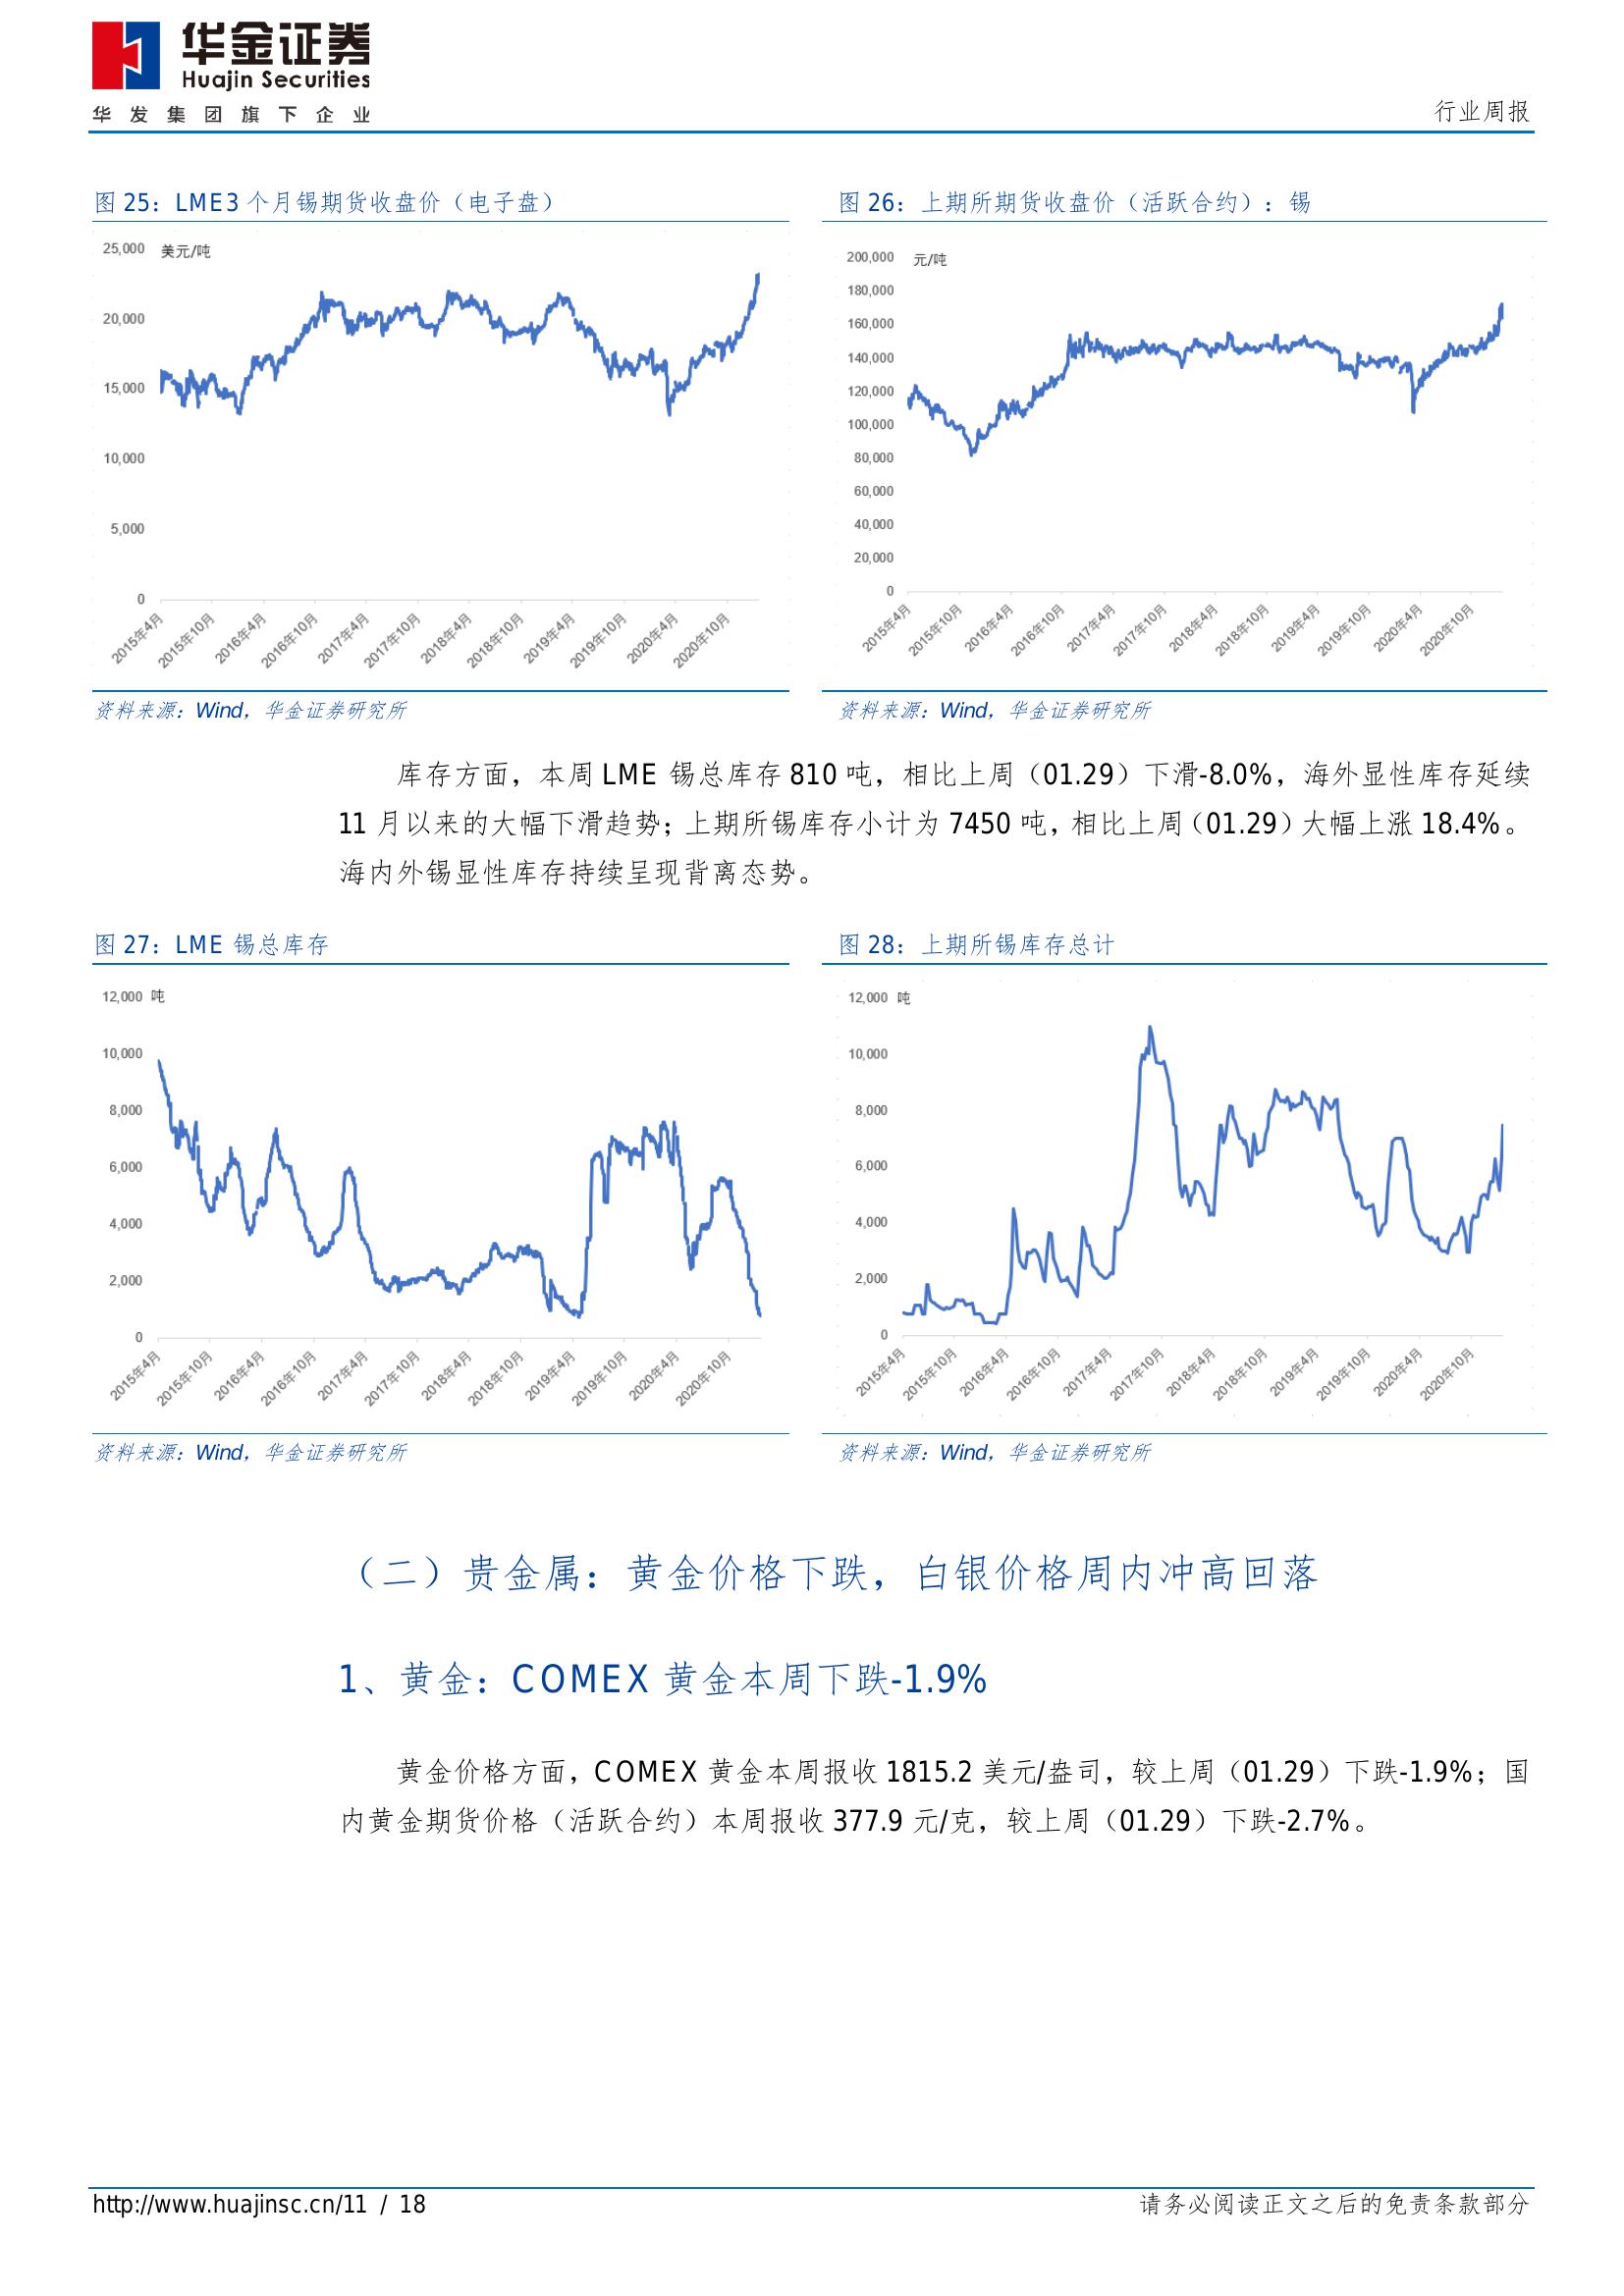 华金证券
Huajin Securities
华发集团旗下企业
行业周报
图 25：LME3 个月锡期货收盘价（电子盘）
25,000
美元/吨
20,000
15,000
10,000
5,000
0
2015年4月
2015年10月
2016年4月
2016年10月
2017年4月
2017年10月
2018年4月
2018年10月
2019年4月
2019年10月
2020年4月
2020年10月
资料来源：Wind，华金证券研究所
图 26：上期所期货收盘价（活跃合约）：锡
200,000
元/吨
180,000
160,000
140,000
120,000
100,000
80,000
60,000
40,000
20,000
0
2015年4月
2015年10月
2016年4月
2016年10月
2017年4月
2017年10月
2018年4月
2018年10月
2019年4月
2019年10月
2020年4月
2020年10月
资料来源：Wind，华金证券研究所
库存方面，本周 LME 锡总库存 810 吨，相比上周（01.29）下滑-8.0%，海外显性库存延续
11 月以来的大幅下滑趋势；上期所锡库存小计为 7450 吨，相比上周（01.29）大幅上涨 18.4%。
海内外锡显性库存持续呈现背离态势。
图 27：LME 锡总库存
12,000 吨
10,000
8,000
6,000
4,000
2,000
0
2015年4月
2015年10月
2016年4月
2016年10月
2017年4月
2017年10月
2018年4月
2018年10月
2019年4月
2019年10月
2020年4月
2020年10月
资料来源：Wind，华金证券研究所
图 28：上期所锡库存总计
12,000 吨
10,000
8,000
6,000
4,000
2,000
0
2015年4月
2015年10月
2016年4月
2016年10月
2017年4月
2017年10月
2018年4月
2018年10月
2019年4月
2019年10月
2020年4月
2020年10月
资料来源：Wind，华金证券研究所
（二）贵金属：黄金价格下跌，白银价格周内冲高回落
1、黄金：COMEX 黄金本周下跌-1.9%
黄金价格方面，COMEX 黄金本周报收 1815.2 美元/盎司，较上周（01.29）下跌-1.9%；国
内黄金期货价格（活跃合约）本周报收 377.9 元/克，较上周（01.29）下跌-2.7%。
http://www.huajinsc.cn/11 / 18
请务必阅读正文之后的免责条款部分